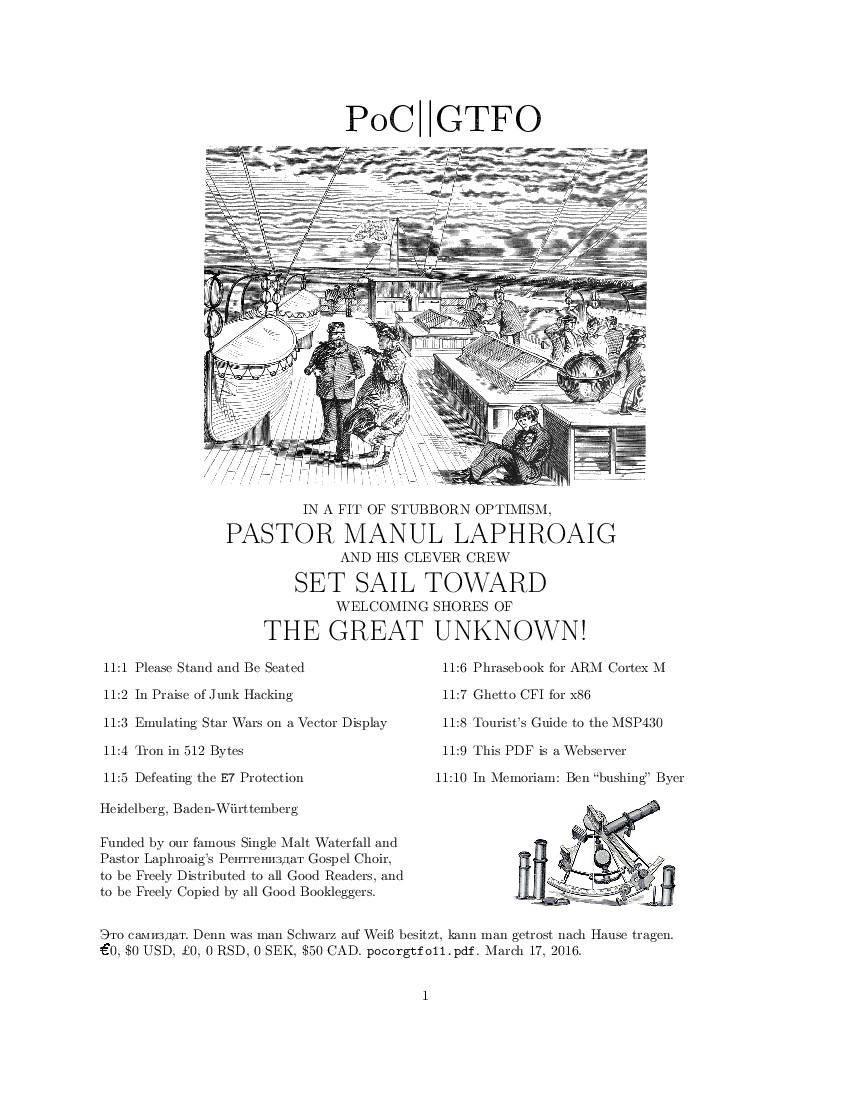 PoC||GTFO
IN A FIT OF STUBBORN OPTIMISM,
PASTOR MANUL LAPHROAIG
AND HIS CLEVER CREW
SET SAIL TOWARD
WELCOMING SHORES OF
THE GREAT UNKNOWN!
11:1 Please Stand and Be Seated
11:2 In Praise of Junk Hacking
11:3 Emulating Star Wars on a Vector Display
11:4 Tron in 512 Bytes
11:5 Defeating the E7 Protection
11:6 Phrasebook for ARM Cortex M
11:7 Ghetto CFI for x86
11:8 Tourist's Guide to the MSP430
11:9 This PDF is a Webserver
11:10 In Memoriam: Ben “bushing” Byer
Heidelberg, Baden-Württemberg
Funded by our famous Single Malt Waterfall and
Pastor Laphroaig's Рентгениздат Gospel Choir,
to be Freely Distributed to all Good Readers, and
to be Freely Copied by all Good Bookleggers.
Это самиздат. Denn was man Schwarz auf Weiß besitzt, kann man getrost nach Hause tragen.
€0, $0 USD, £0, 0 RSD, 0 SEK, $50 CAD. pocorgtfo11.pdf. March 17, 2016.
1